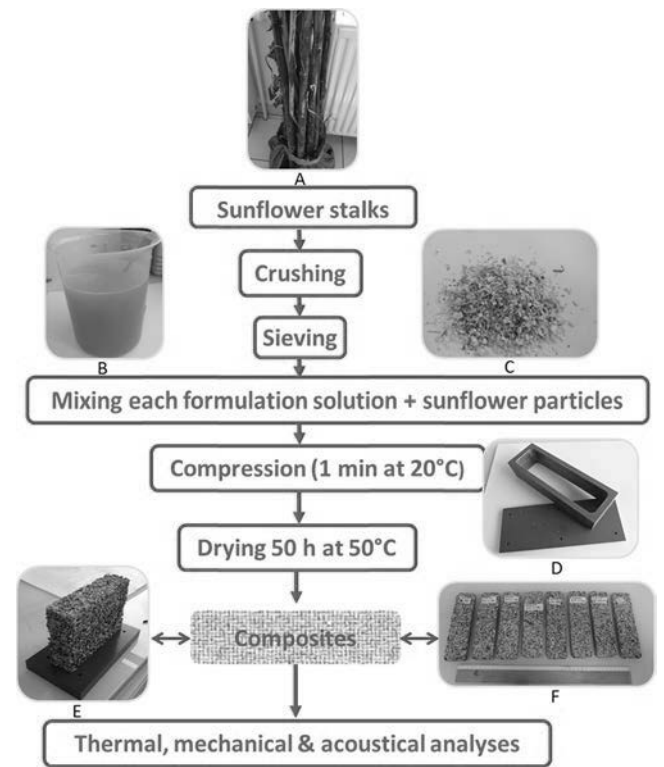 A
Sunflower stalks
Crushing
B
C
Sieving
Mixing each formulation solution + sunflower particles
Compression (1 min at 20°C)
D
Drying 50 h at 50°C
Composites
E
F
Thermal, mechanical & acoustical analyses